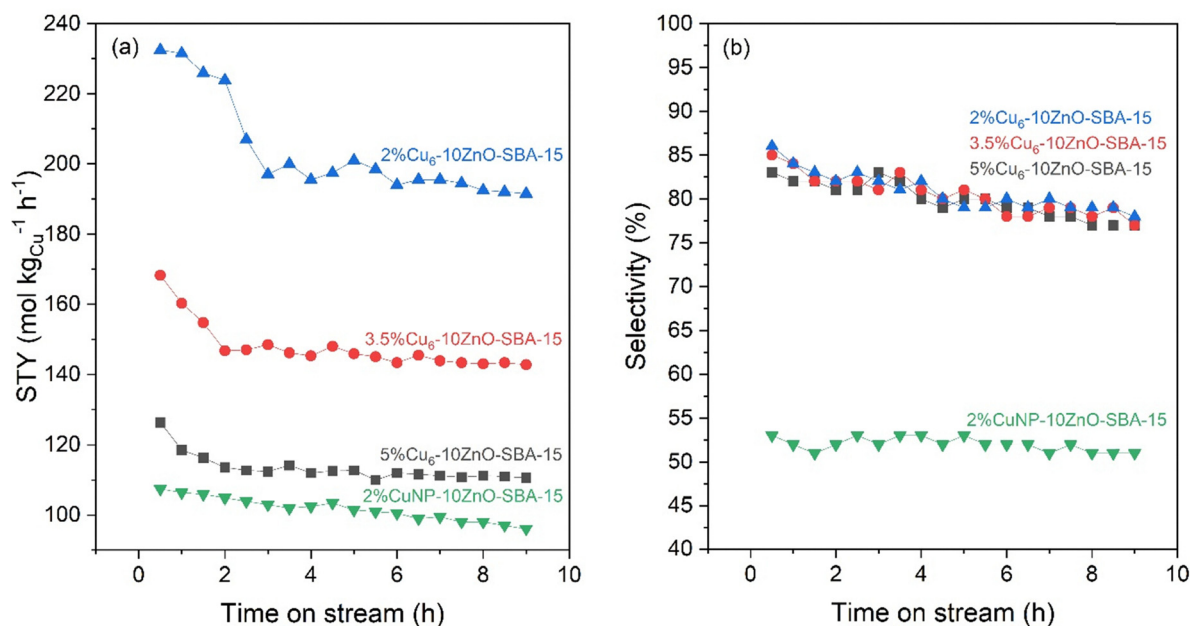 (a)
240
220
200
180
160
140
120
100
STY (mol kg_Cu⁻¹ h⁻¹)
2%Cu₆-10ZnO-SBA-15
3.5%Cu₆-10ZnO-SBA-15
5%Cu₆-10ZnO-SBA-15
2%CuNP-10ZnO-SBA-15
0 2 4 6 8 10
Time on stream (h)
(b)
100
95
90
85
80
75
70
65
60
55
50
45
40
Selectivity (%)
2%Cu₆-10ZnO-SBA-15
3.5%Cu₆-10ZnO-SBA-15
5%Cu₆-10ZnO-SBA-15
2%CuNP-10ZnO-SBA-15
0 2 4 6 8 10
Time on stream (h)